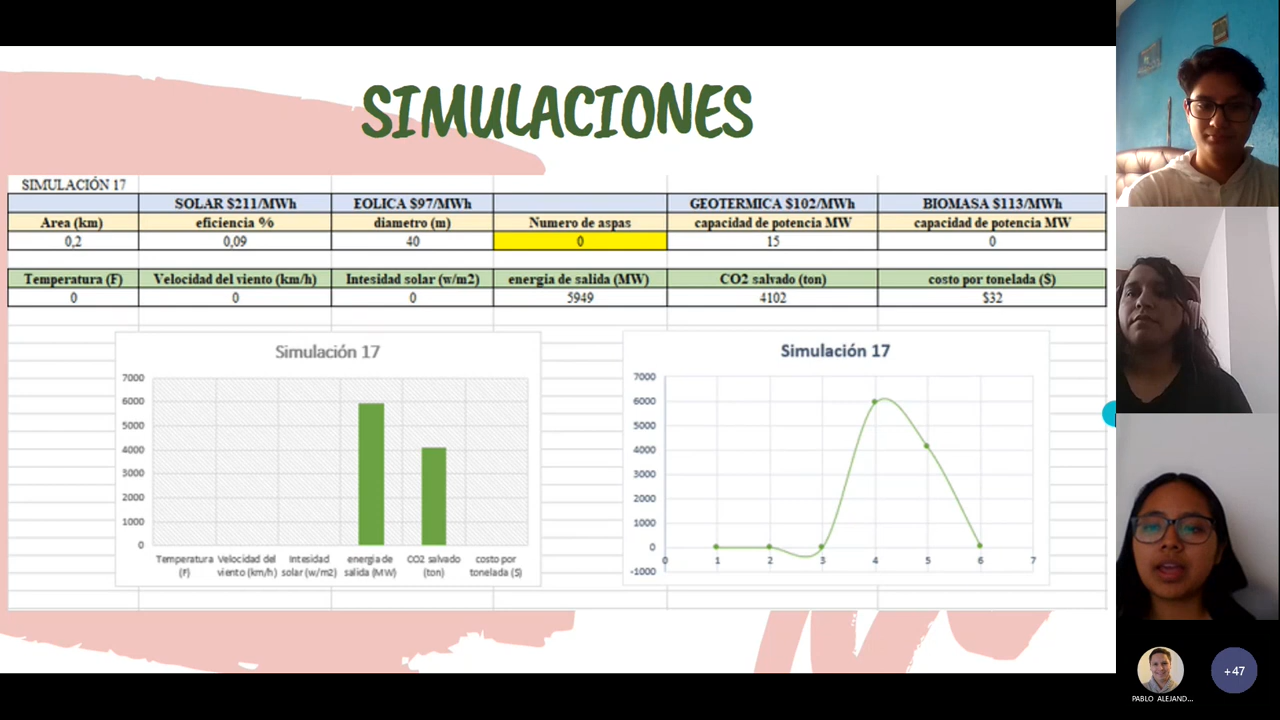 SIMULACIONES
SIMULACIÓN 17
SOLAR $211/MWh EOLICA $97/MWh GEOTERMICA $102/MWh BIOMASA $113/MWh
Area (km) eficiencia % diametro (m) Numero de aspas capacidad de potencia MW capacidad de potencia MW
0,2 0,09 40 0 15 0
Temperatura (F) Velocidad del viento (km/h) Intesidad solar (w/m2) energia de salida (MW) CO2 salvado (ton) costo por tonelada ($)
0 0 0 5949 4102 $32
Simulación 17
7000
6000
5000
4000
3000
2000
1000
0
Temperatura Velocidad del Intesidad energia de CO2 salvado costo por
(F) viento (km/h) solar (w/m2) salida (MW) (ton) tonelada ($)
Simulación 17
7000
6000
5000
4000
3000
2000
1000
0
-1000
0 1 2 3 4 5 6 7
+47
PABLO ALEJAND...